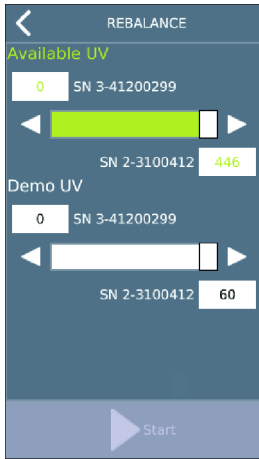 REBALANCE
Available UV
0 SN 3-41200299
SN 2-3100412 446
Demo UV
0 SN 3-41200299
SN 2-3100412 60
Start